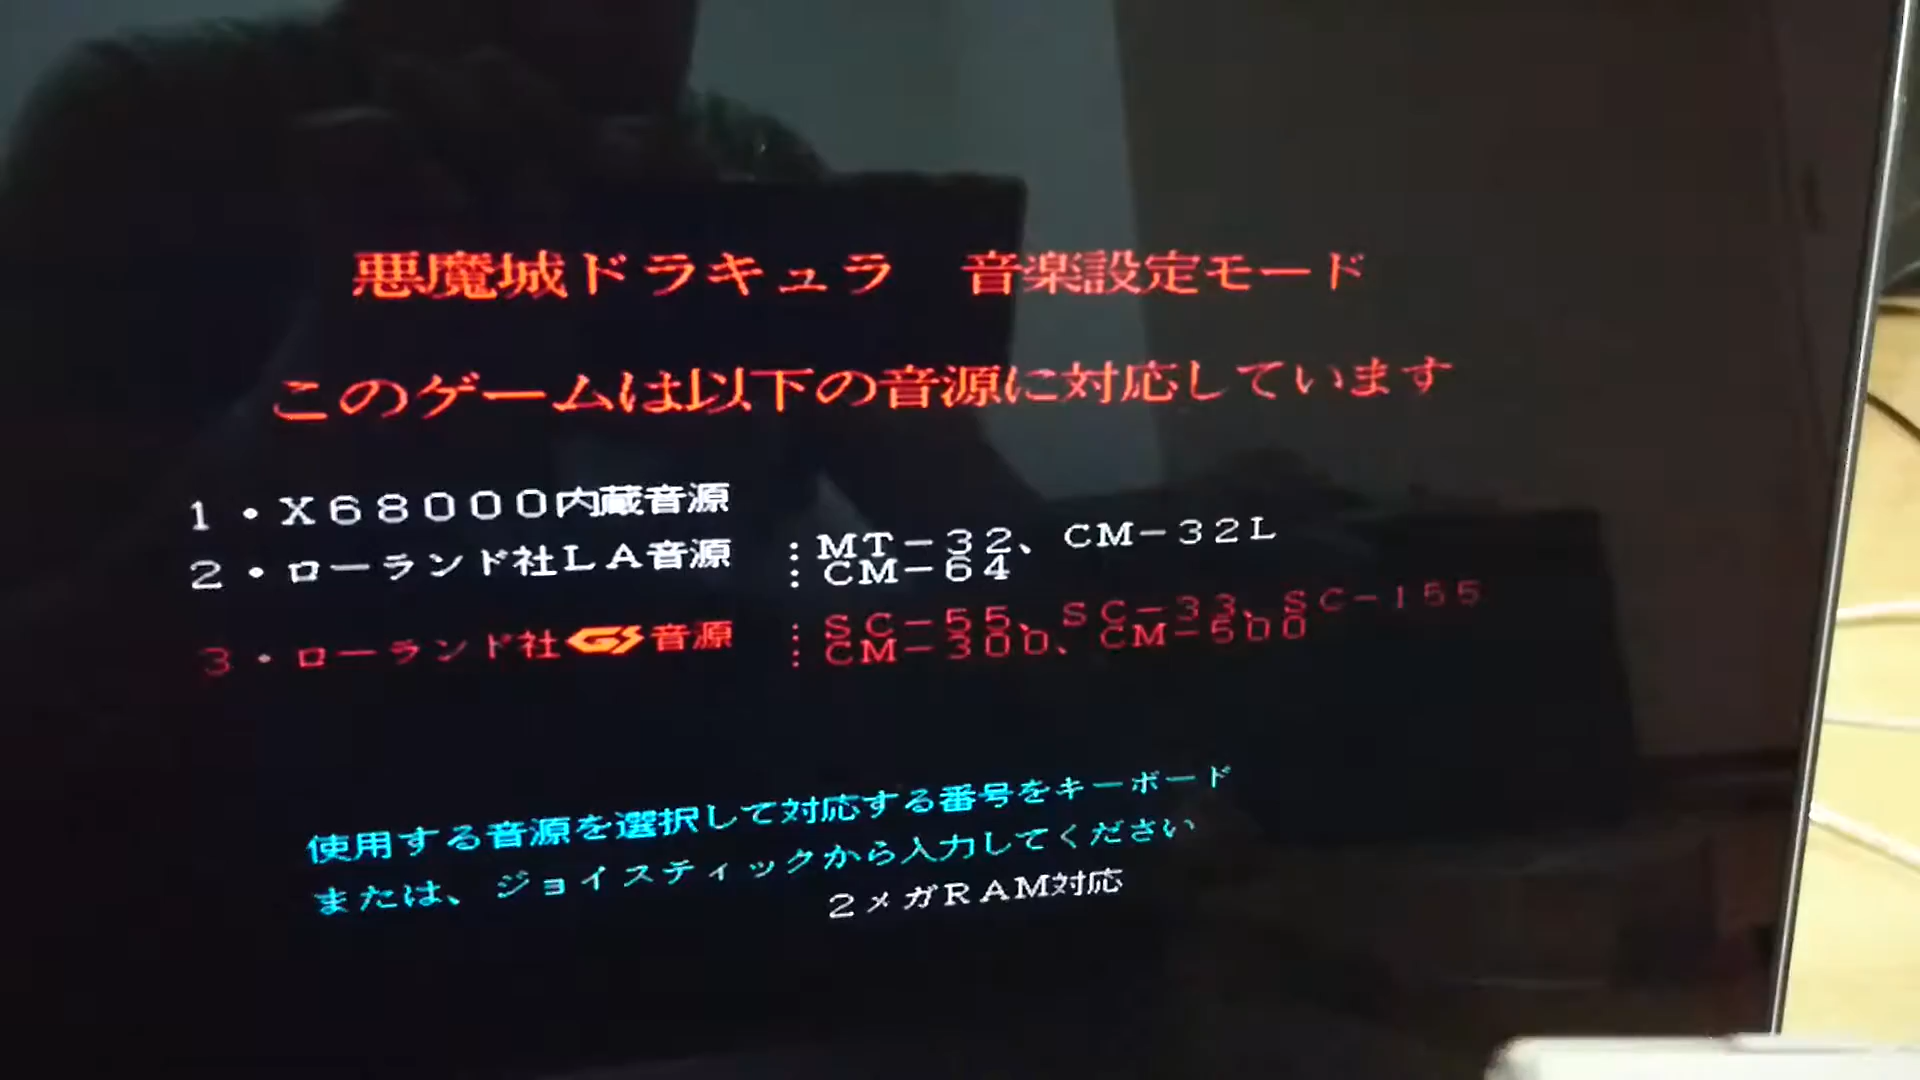 悪魔城ドラキュラ　音楽設定モード
このゲームは以下の音源に対応しています
1・X68000内蔵音源
2・ローランド社LA音源　：MT-32、CM-32L
：CM-64
3・ローランド社GS音源　：SC-55、SC-33、SC-155
：CM-300、CM-500
使用する音源を選択して対応する番号をキーボード
または、ジョイスティックから入力してください
2メガRAM対応